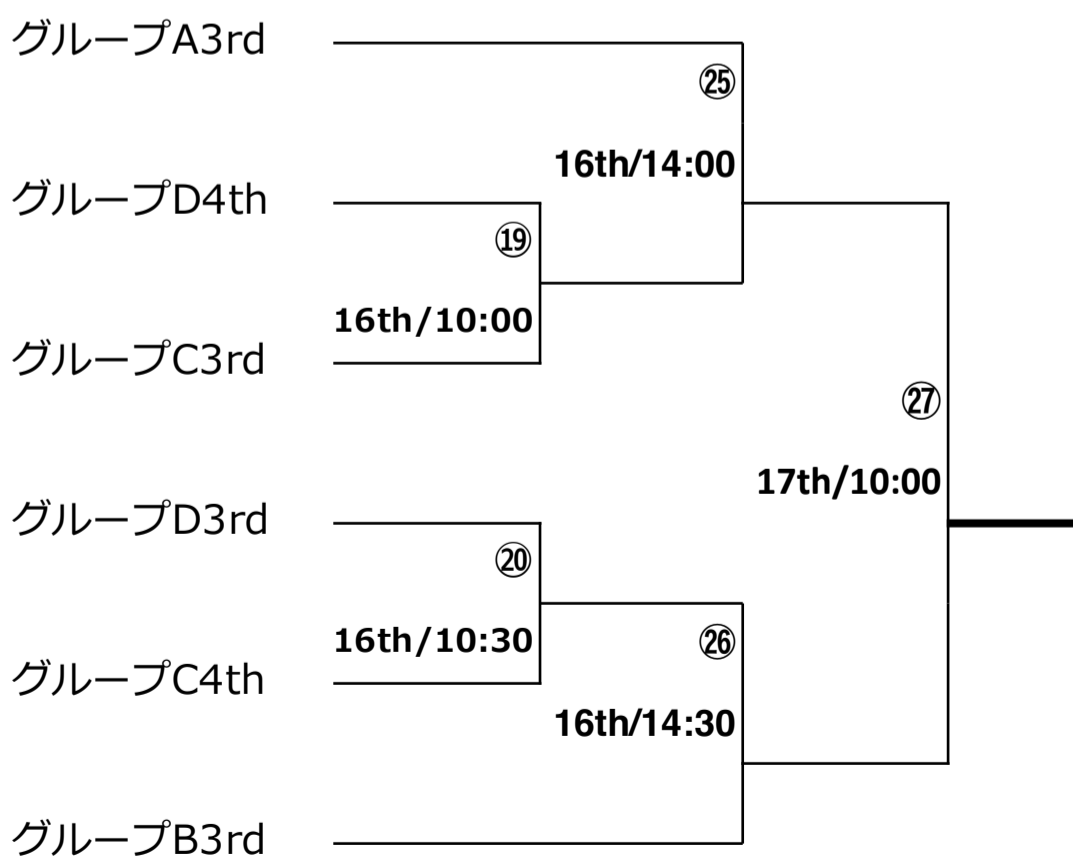 グループA3rd
㉕
16th/14:00
グループD4th
⑲
16th/10:00
グループC3rd
㉗
17th/10:00
グループD3rd
⑳
16th/10:30
㉖
グループC4th
16th/14:30
グループB3rd